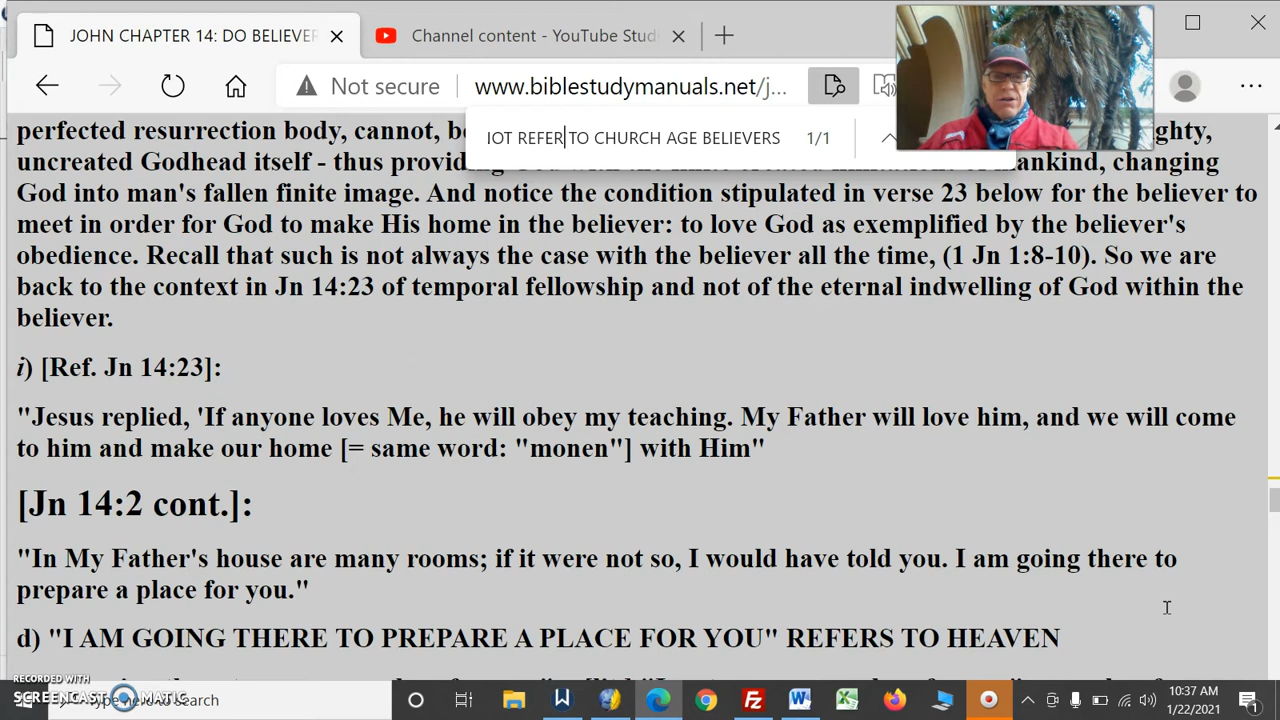 JOHN CHAPTER 14: DO BELIEVER
Channel content - YouTube Stud
Not secure
www.biblestudymanuals.net/j...
IOT REFER TO CHURCH AGE BELIEVERS 1/1
perfected resurrection body, cannot, be
ghty,
uncreated Godhead itself - thus provid
mankind, changing
God into man's fallen finite image. And notice the condition stipulated in verse 23 below for the believer to
meet in order for God to make His home in the believer: to love God as exemplified by the believer's
obedience. Recall that such is not always the case with the believer all the time, (1 Jn 1:8-10). So we are
back to the context in Jn 14:23 of temporal fellowship and not of the eternal indwelling of God within the
believer.
i) [Ref. Jn 14:23]:
"Jesus replied, 'If anyone loves Me, he will obey my teaching. My Father will love him, and we will come
to him and make our home [= same word: "monen"] with Him"
[Jn 14:2 cont.]:
"In My Father's house are many rooms; if it were not so, I would have told you. I am going there to
prepare a place for you."
d) "I AM GOING THERE TO PREPARE A PLACE FOR YOU" REFERS TO HEAVEN
RECORDED WITH
SCREENCAST MATIC
Type here to search
10:37 AM
1/22/2021